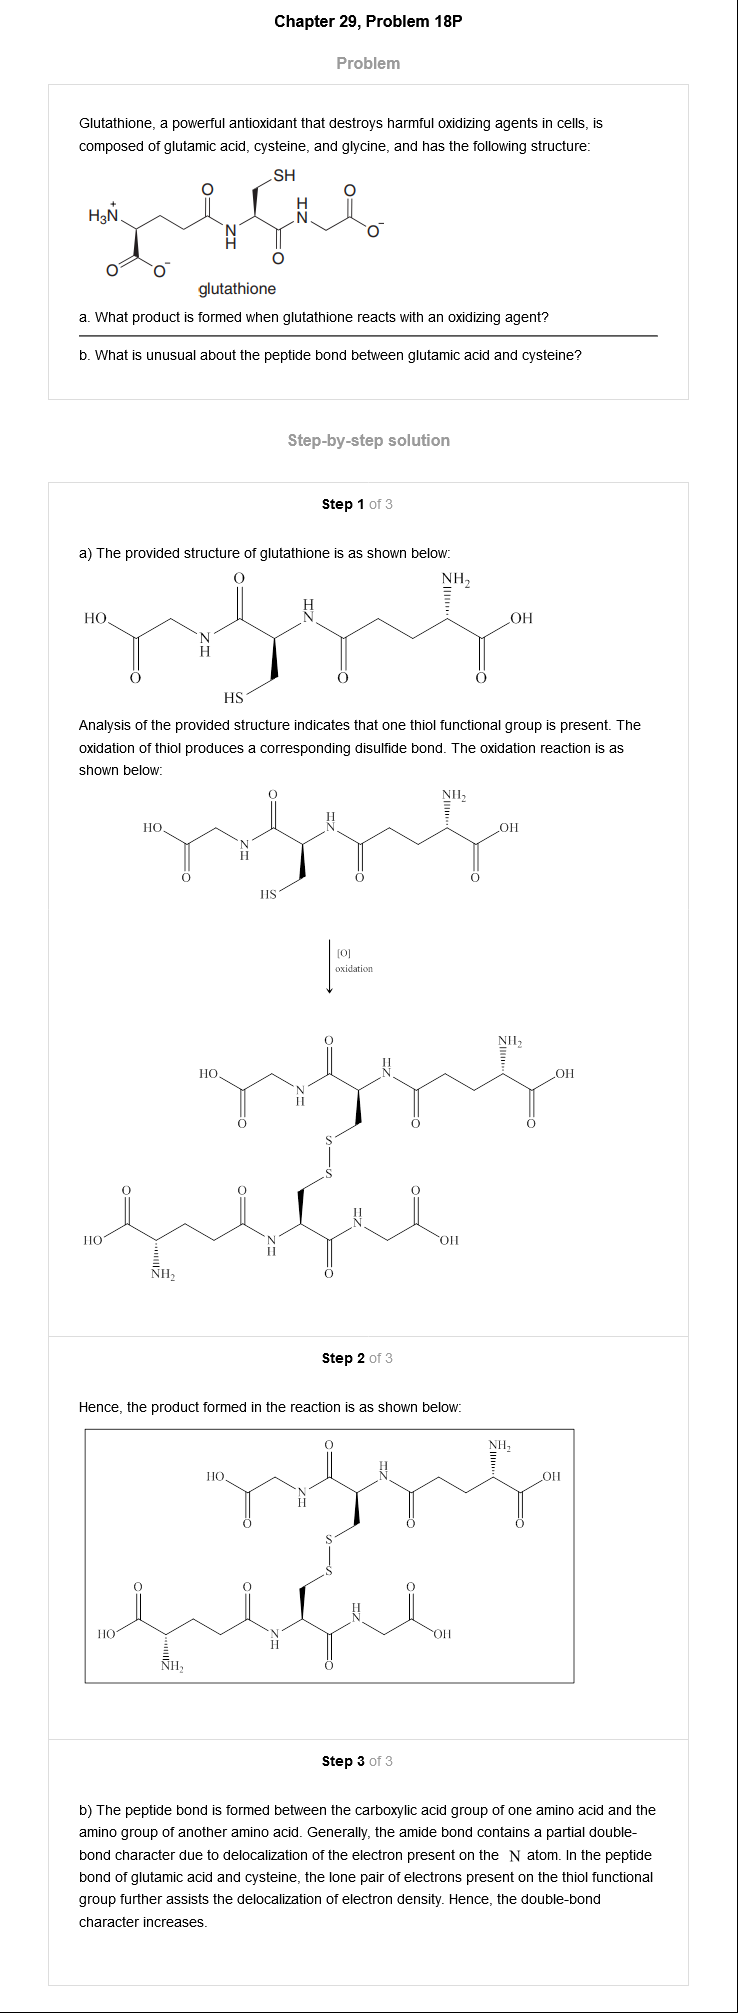 Chapter 29, Problem 18P
Problem
Glutathione, a powerful antioxidant that destroys harmful oxidizing agents in cells, is
composed of glutamic acid, cysteine, and glycine, and has the following structure:
SH
O
H
N
O
H3N+
N
H
O-
O
O
O-
glutathione
a. What product is formed when glutathione reacts with an oxidizing agent?
b. What is unusual about the peptide bond between glutamic acid and cysteine?
Step-by-step solution
Step 1 of 3
a) The provided structure of glutathione is as shown below:
O
NH2
H
N
HO
OH
N
H
O
O
O
HS
Analysis of the provided structure indicates that one thiol functional group is present. The
oxidation of thiol produces a corresponding disulfide bond. The oxidation reaction is as
shown below:
O
NH2
H
N
HO
OH
N
H
O
O
O
HS
[O]
oxidation
O
NH2
H
N
HO
OH
N
H
O
O
O
S
S
O
O
O
H
N
HO
N
H
OH
NH2
O
Step 2 of 3
Hence, the product formed in the reaction is as shown below:
O
NH2
H
N
HO
OH
N
H
O
O
O
S
S
O
O
O
H
N
HO
N
H
OH
NH2
O
Step 3 of 3
b) The peptide bond is formed between the carboxylic acid group of one amino acid and the
amino group of another amino acid. Generally, the amide bond contains a partial double-
bond character due to delocalization of the electron present on the N atom. In the peptide
bond of glutamic acid and cysteine, the lone pair of electrons present on the thiol functional
group further assists the delocalization of electron density. Hence, the double-bond
character increases.